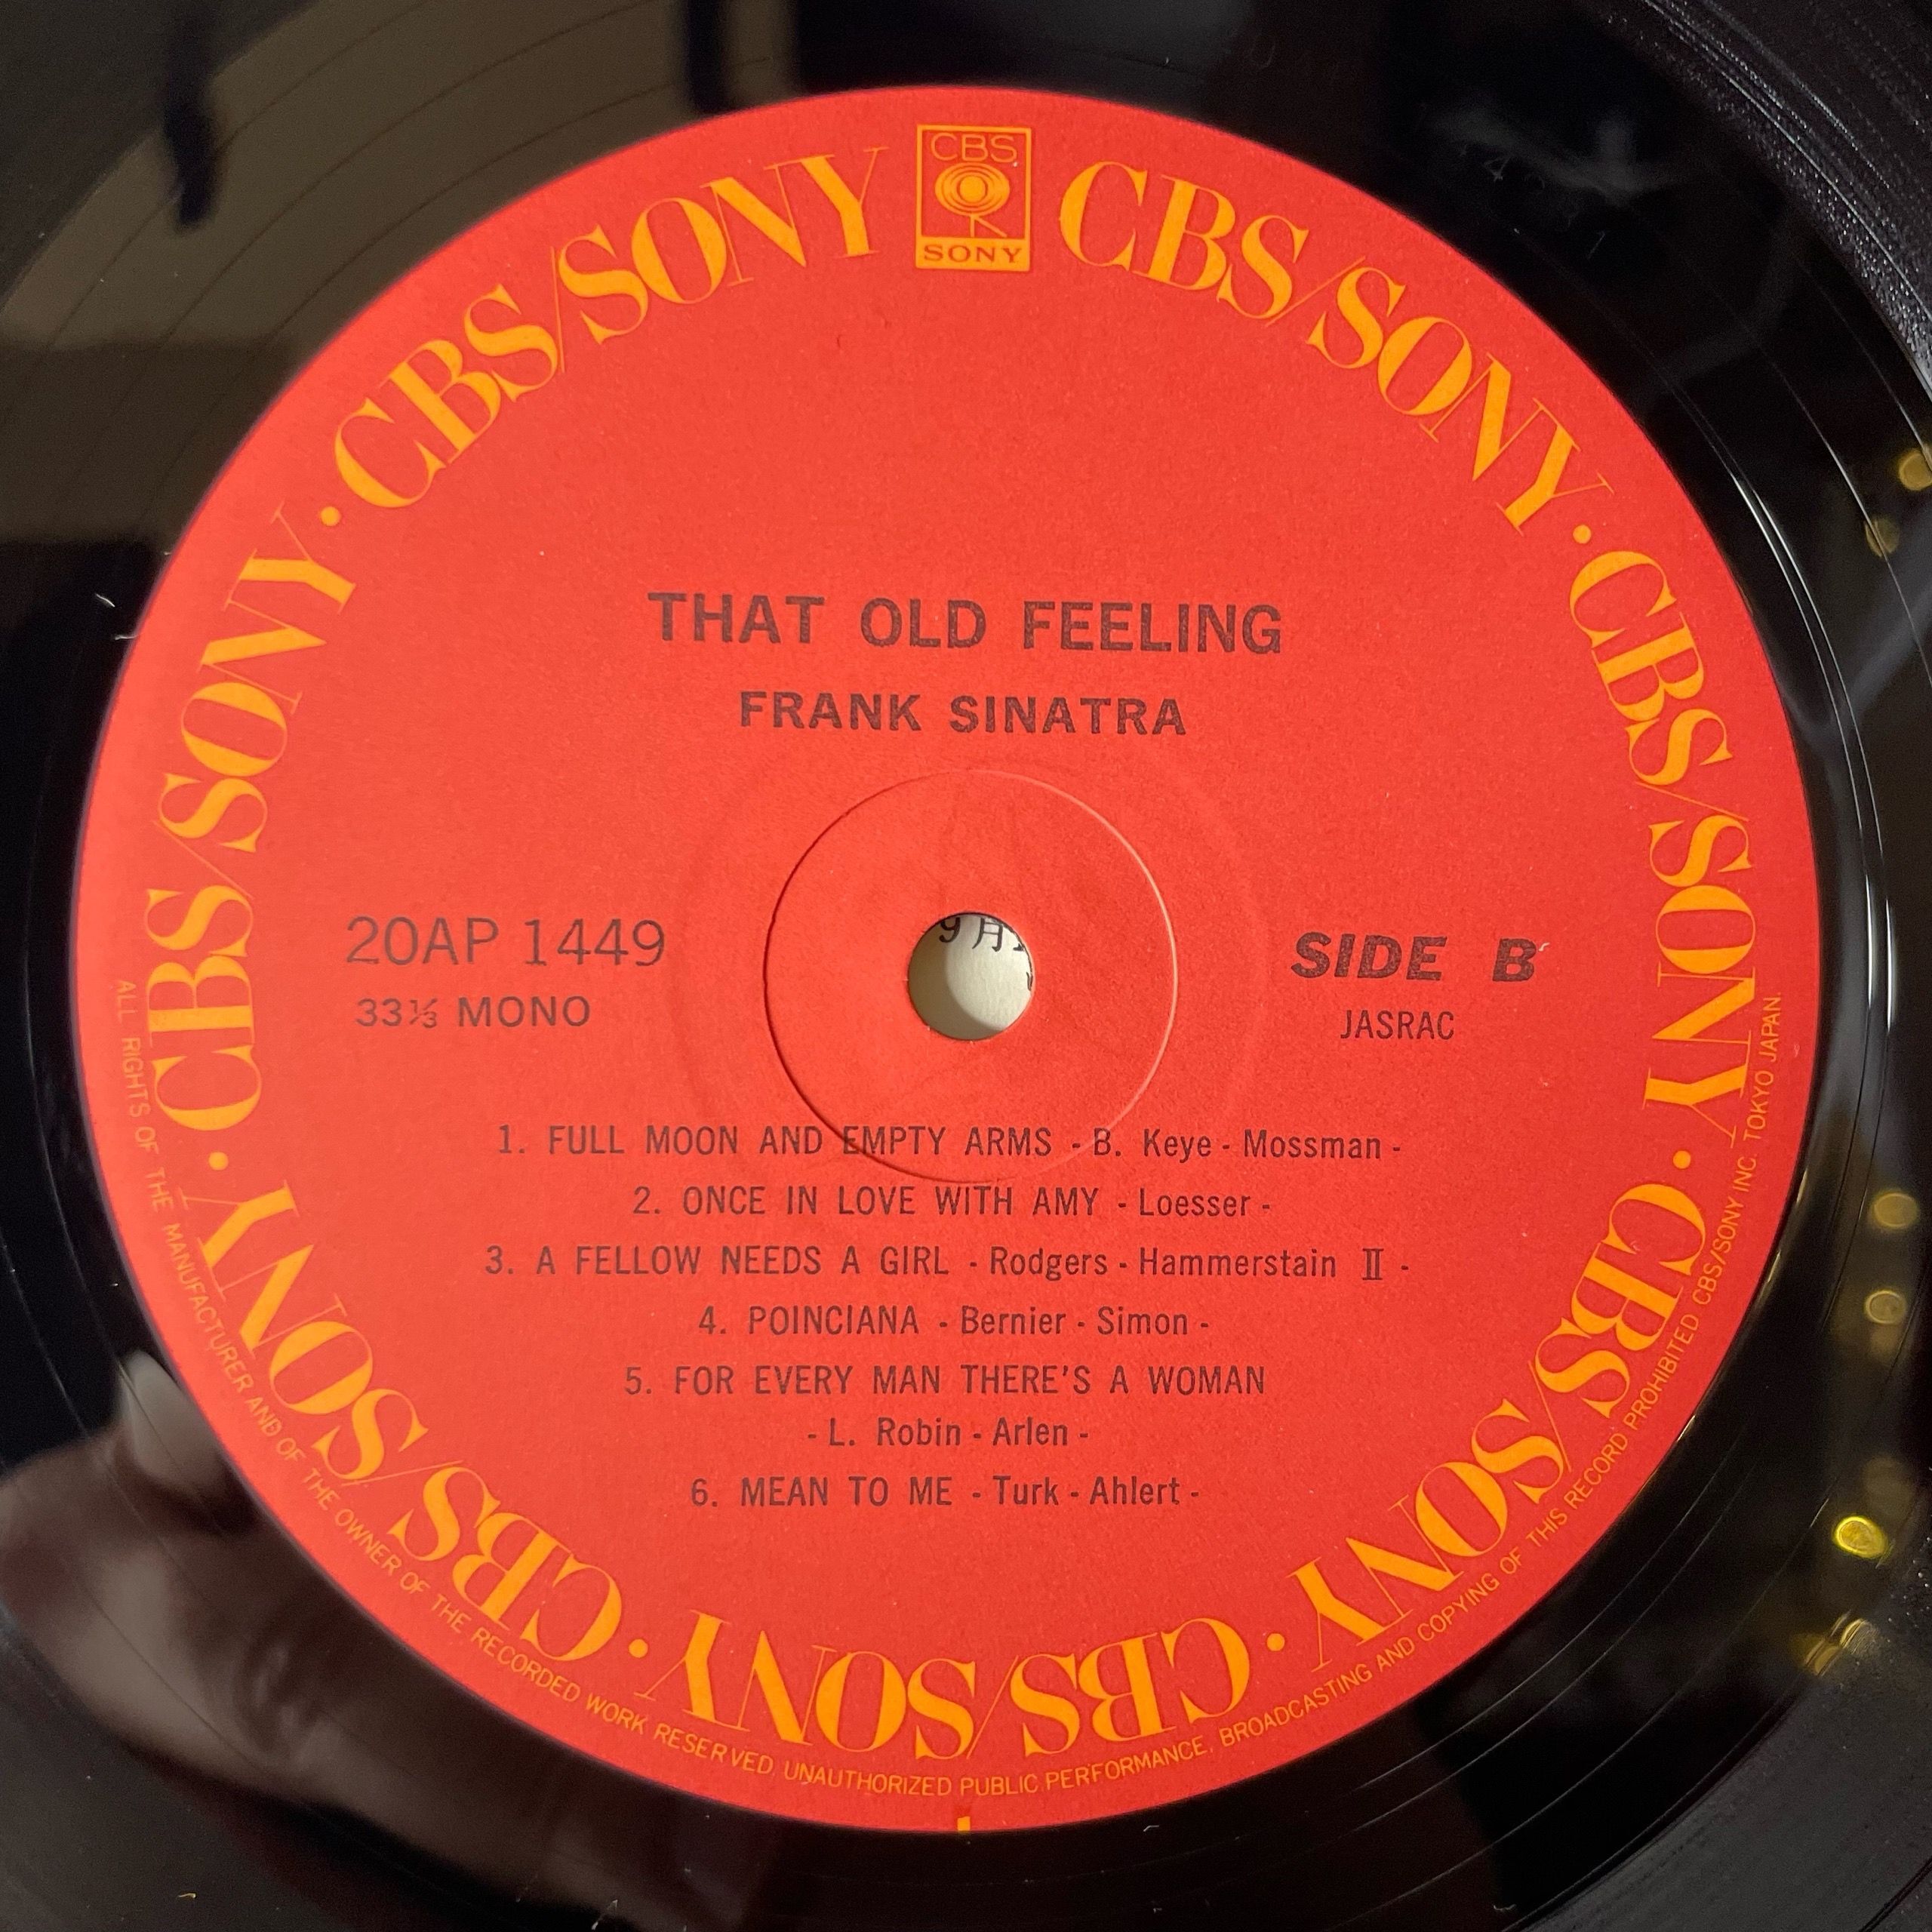 CBS
SONY
CBS/SONY · CBS/SONY · CBS/SONY · CBS/SONY · CBS/SONY · CBS/SONY · CBS/SONY
THAT OLD FEELING
FRANK SINATRA
20AP 1449
33⅓ MONO
9月
SIDE B
JASRAC
1. FULL MOON AND EMPTY ARMS - B. Keye - Mossman -
2. ONCE IN LOVE WITH AMY - Loesser -
3. A FELLOW NEEDS A GIRL - Rodgers - Hammerstain II -
4. POINCIANA - Bernier - Simon -
5. FOR EVERY MAN THERE'S A WOMAN
- L. Robin - Arlen -
6. MEAN TO ME - Turk - Ahlert -
ALL RIGHTS OF THE MANUFACTURER AND OF THE OWNER OF THE RECORDED WORK RESERVED. UNAUTHORIZED PUBLIC PERFORMANCE, BROADCASTING AND COPYING OF THIS RECORD PROHIBITED CBS/SONY INC. TOKYO JAPAN.